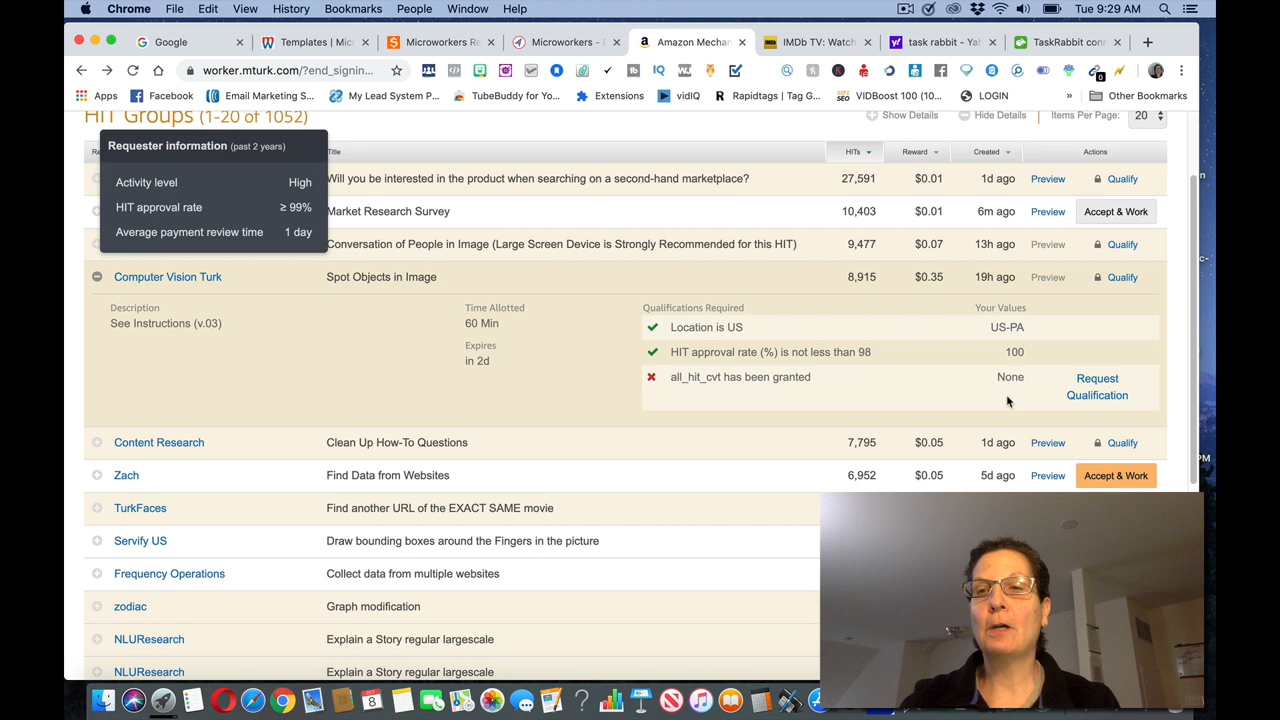 Chrome File Edit View History Bookmarks People Window Help Tue 9:29 AM
Google Templates | Mic Microworkers Re Microworkers - F Amazon Mechan IMDb TV: Watch task rabbit - Yah TaskRabbit con
worker.mturk.com/?end_signin...
Apps Facebook Email Marketing S... My Lead System P... TubeBuddy for You... Extensions vidIQ Rapidtags | Tag G... VIDBoost 100 (10... LOGIN » Other Bookmarks
HIT Groups (1-20 of 1052) Show Details Hide Details Items Per Page: 20
Requester information (past 2 years)
Activity level High
HIT approval rate ≥ 99%
Average payment review time 1 day
Title HITs Reward Created Actions
Will you be interested in the product when searching on a second-hand marketplace? 27,591 $0.01 1d ago Preview Qualify
Market Research Survey 10,403 $0.01 6m ago Preview Accept & Work
Conversation of People in Image (Large Screen Device is Strongly Recommended for this HIT) 9,477 $0.07 13h ago Preview Qualify
Computer Vision Turk Spot Objects in Image 8,915 $0.35 19h ago Preview Qualify
Description Time Allotted Qualifications Required Your Values
See Instructions (v.03) 60 Min Location is US US-PA
Expires HIT approval rate (%) is not less than 98 100
in 2d
all_hit_cvt has been granted None Request
Qualification
Content Research Clean Up How-To Questions 7,795 $0.05 1d ago Preview Qualify
Zach Find Data from Websites 6,952 $0.05 5d ago Preview Accept & Work
TurkFaces Find another URL of the EXACT SAME movie
Servify US Draw bounding boxes around the Fingers in the picture
Frequency Operations Collect data from multiple websites
zodiac Graph modification
NLUResearch Explain a Story regular largescale
NLUResearch Explain a Story regular largescale